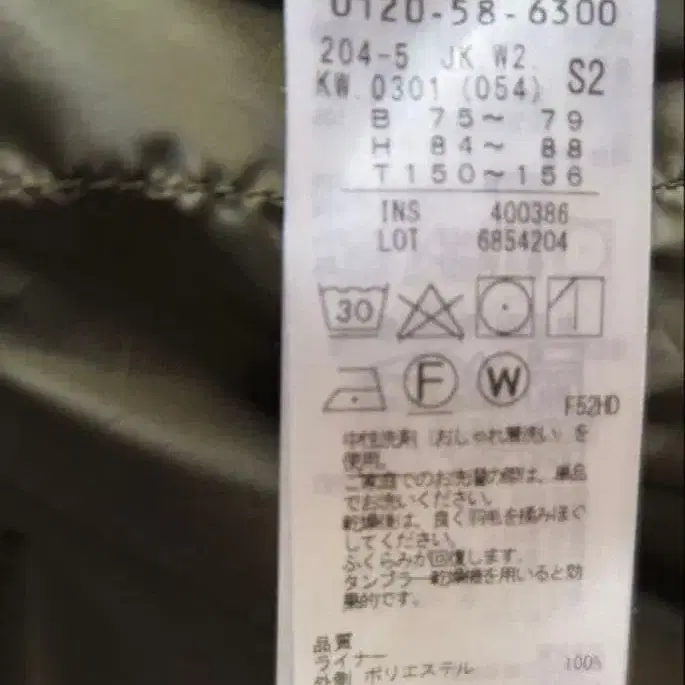 0120-58-6300
204-5 JK W2.
KW.0301 (054) S2
B 75～ 79
H 84～ 88
T 150～156
INS 400386
LOT 6854204
30
F W
F52HD
中性洗剤（おしゃれ着洗い）を
使用。
ご家庭でのお洗濯の際は、単品
でお洗いください。
乾燥後は、良く羽毛を揉みほぐ
してください。
ふくらみが回復します。
タンブラー乾燥機を用いると効
果的です。
品質
ライナー
外側 ポリエステル 100%